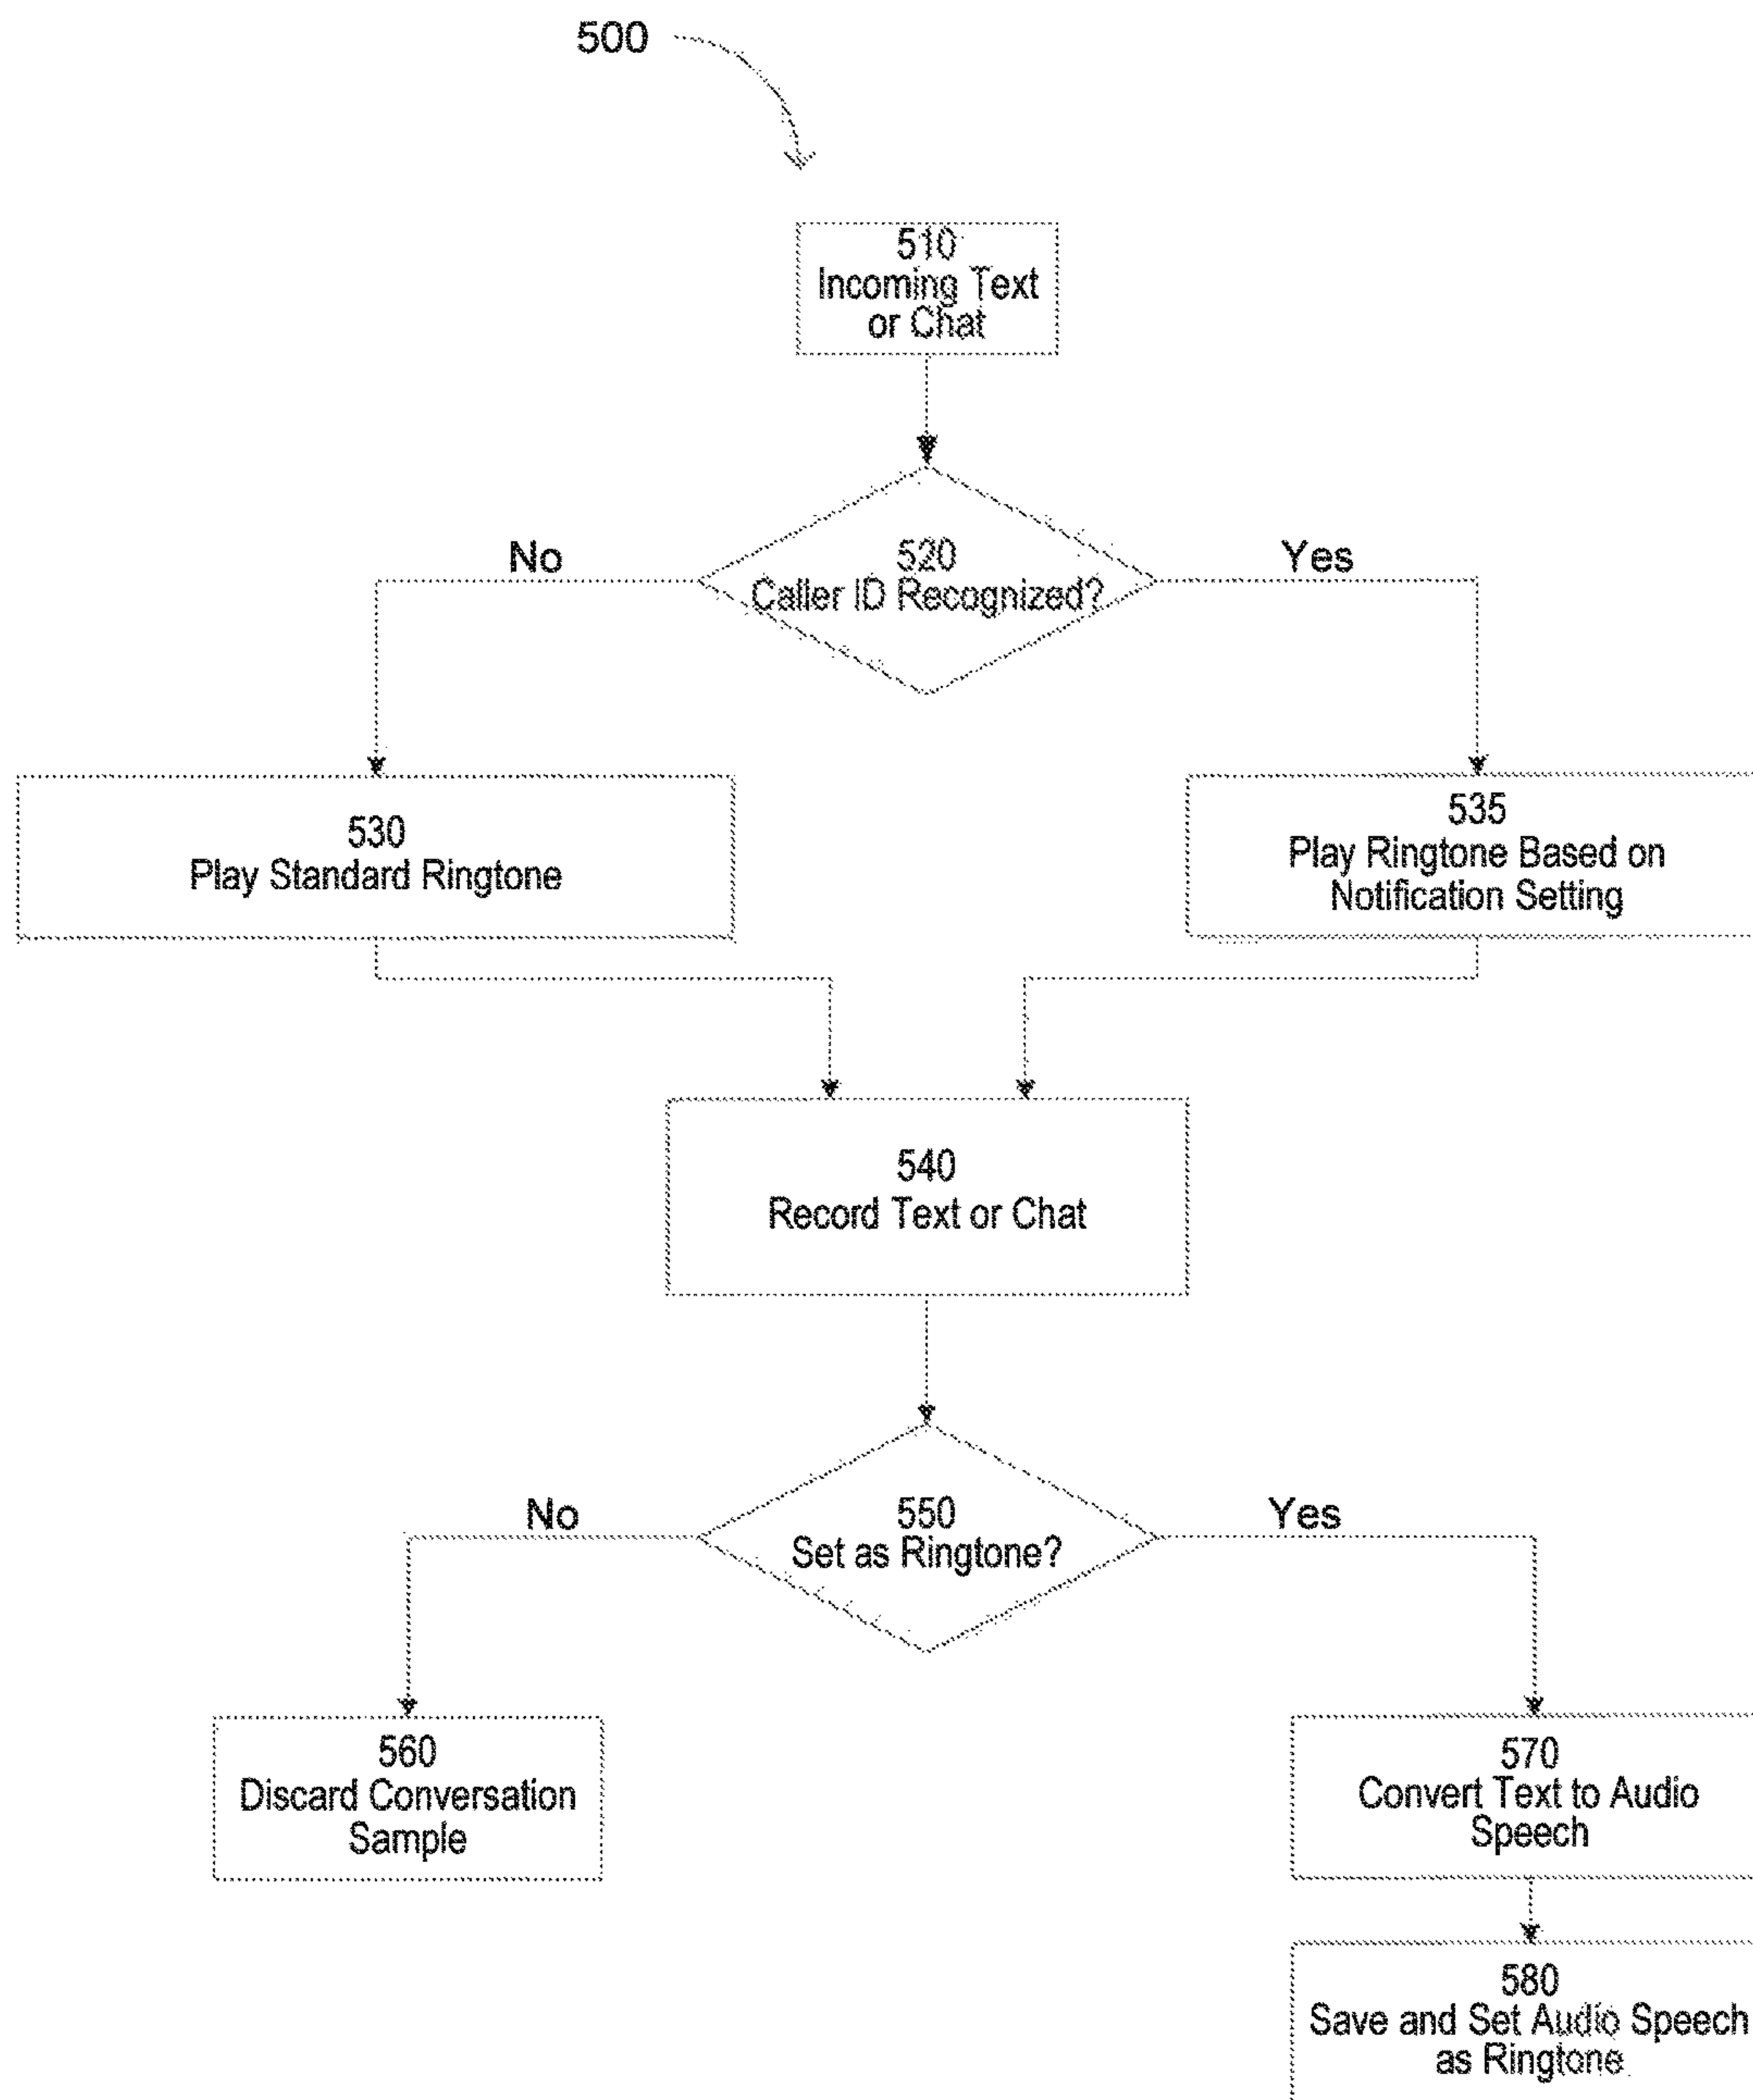 500
510
Incoming Text
or Chat
520
Caller ID Recognized?
No
Yes
530
Play Standard Ringtone
535
Play Ringtone Based on
Notification Setting
540
Record Text or Chat
550
Set as Ringtone?
No
Yes
560
Discard Conversation
Sample
570
Convert Text to Audio
Speech
580
Save and Set Audio Speech
as Ringtone